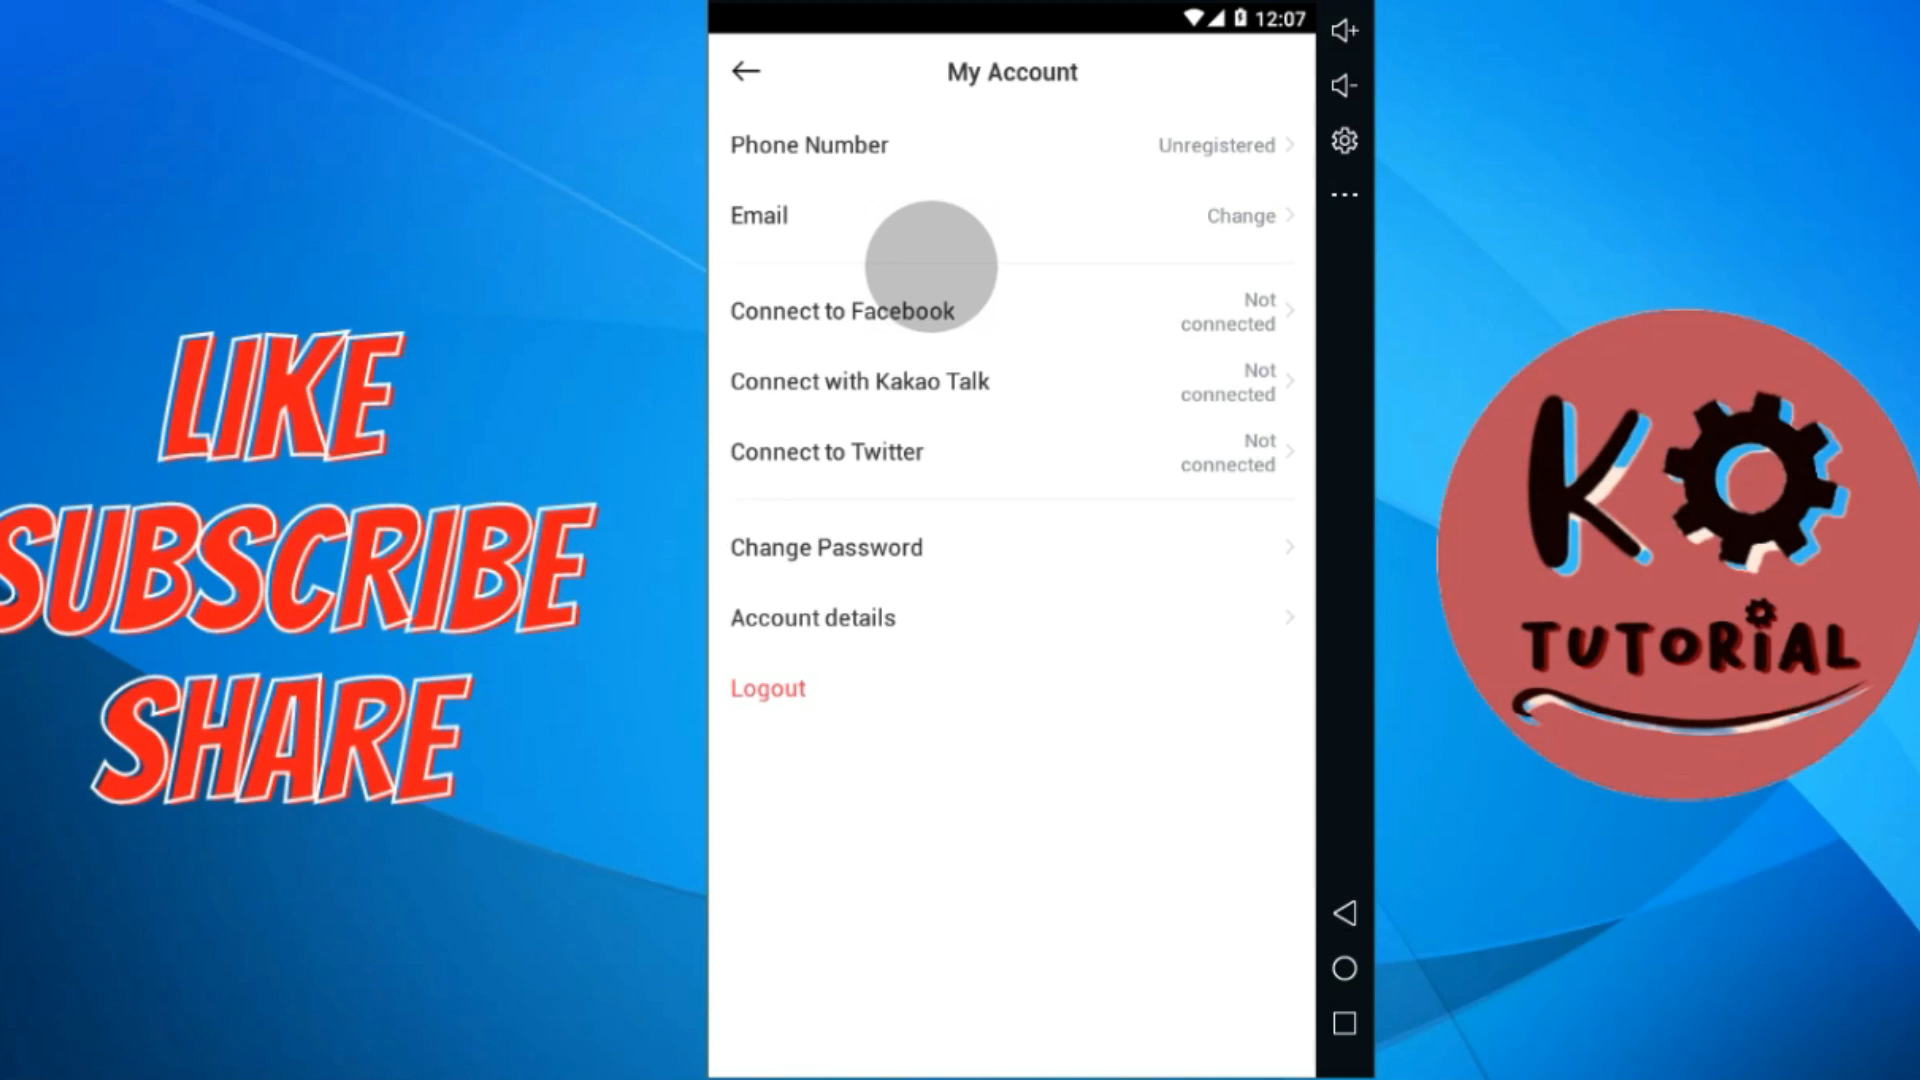 12:07
My Account
Phone Number Unregistered
Email Change
Connect to Facebook Not connected
Connect with Kakao Talk Not connected
Connect to Twitter Not connected
Change Password
Account details
Logout
LIKE
SUBSCRIBE
SHARE
KO
TUTORIAL